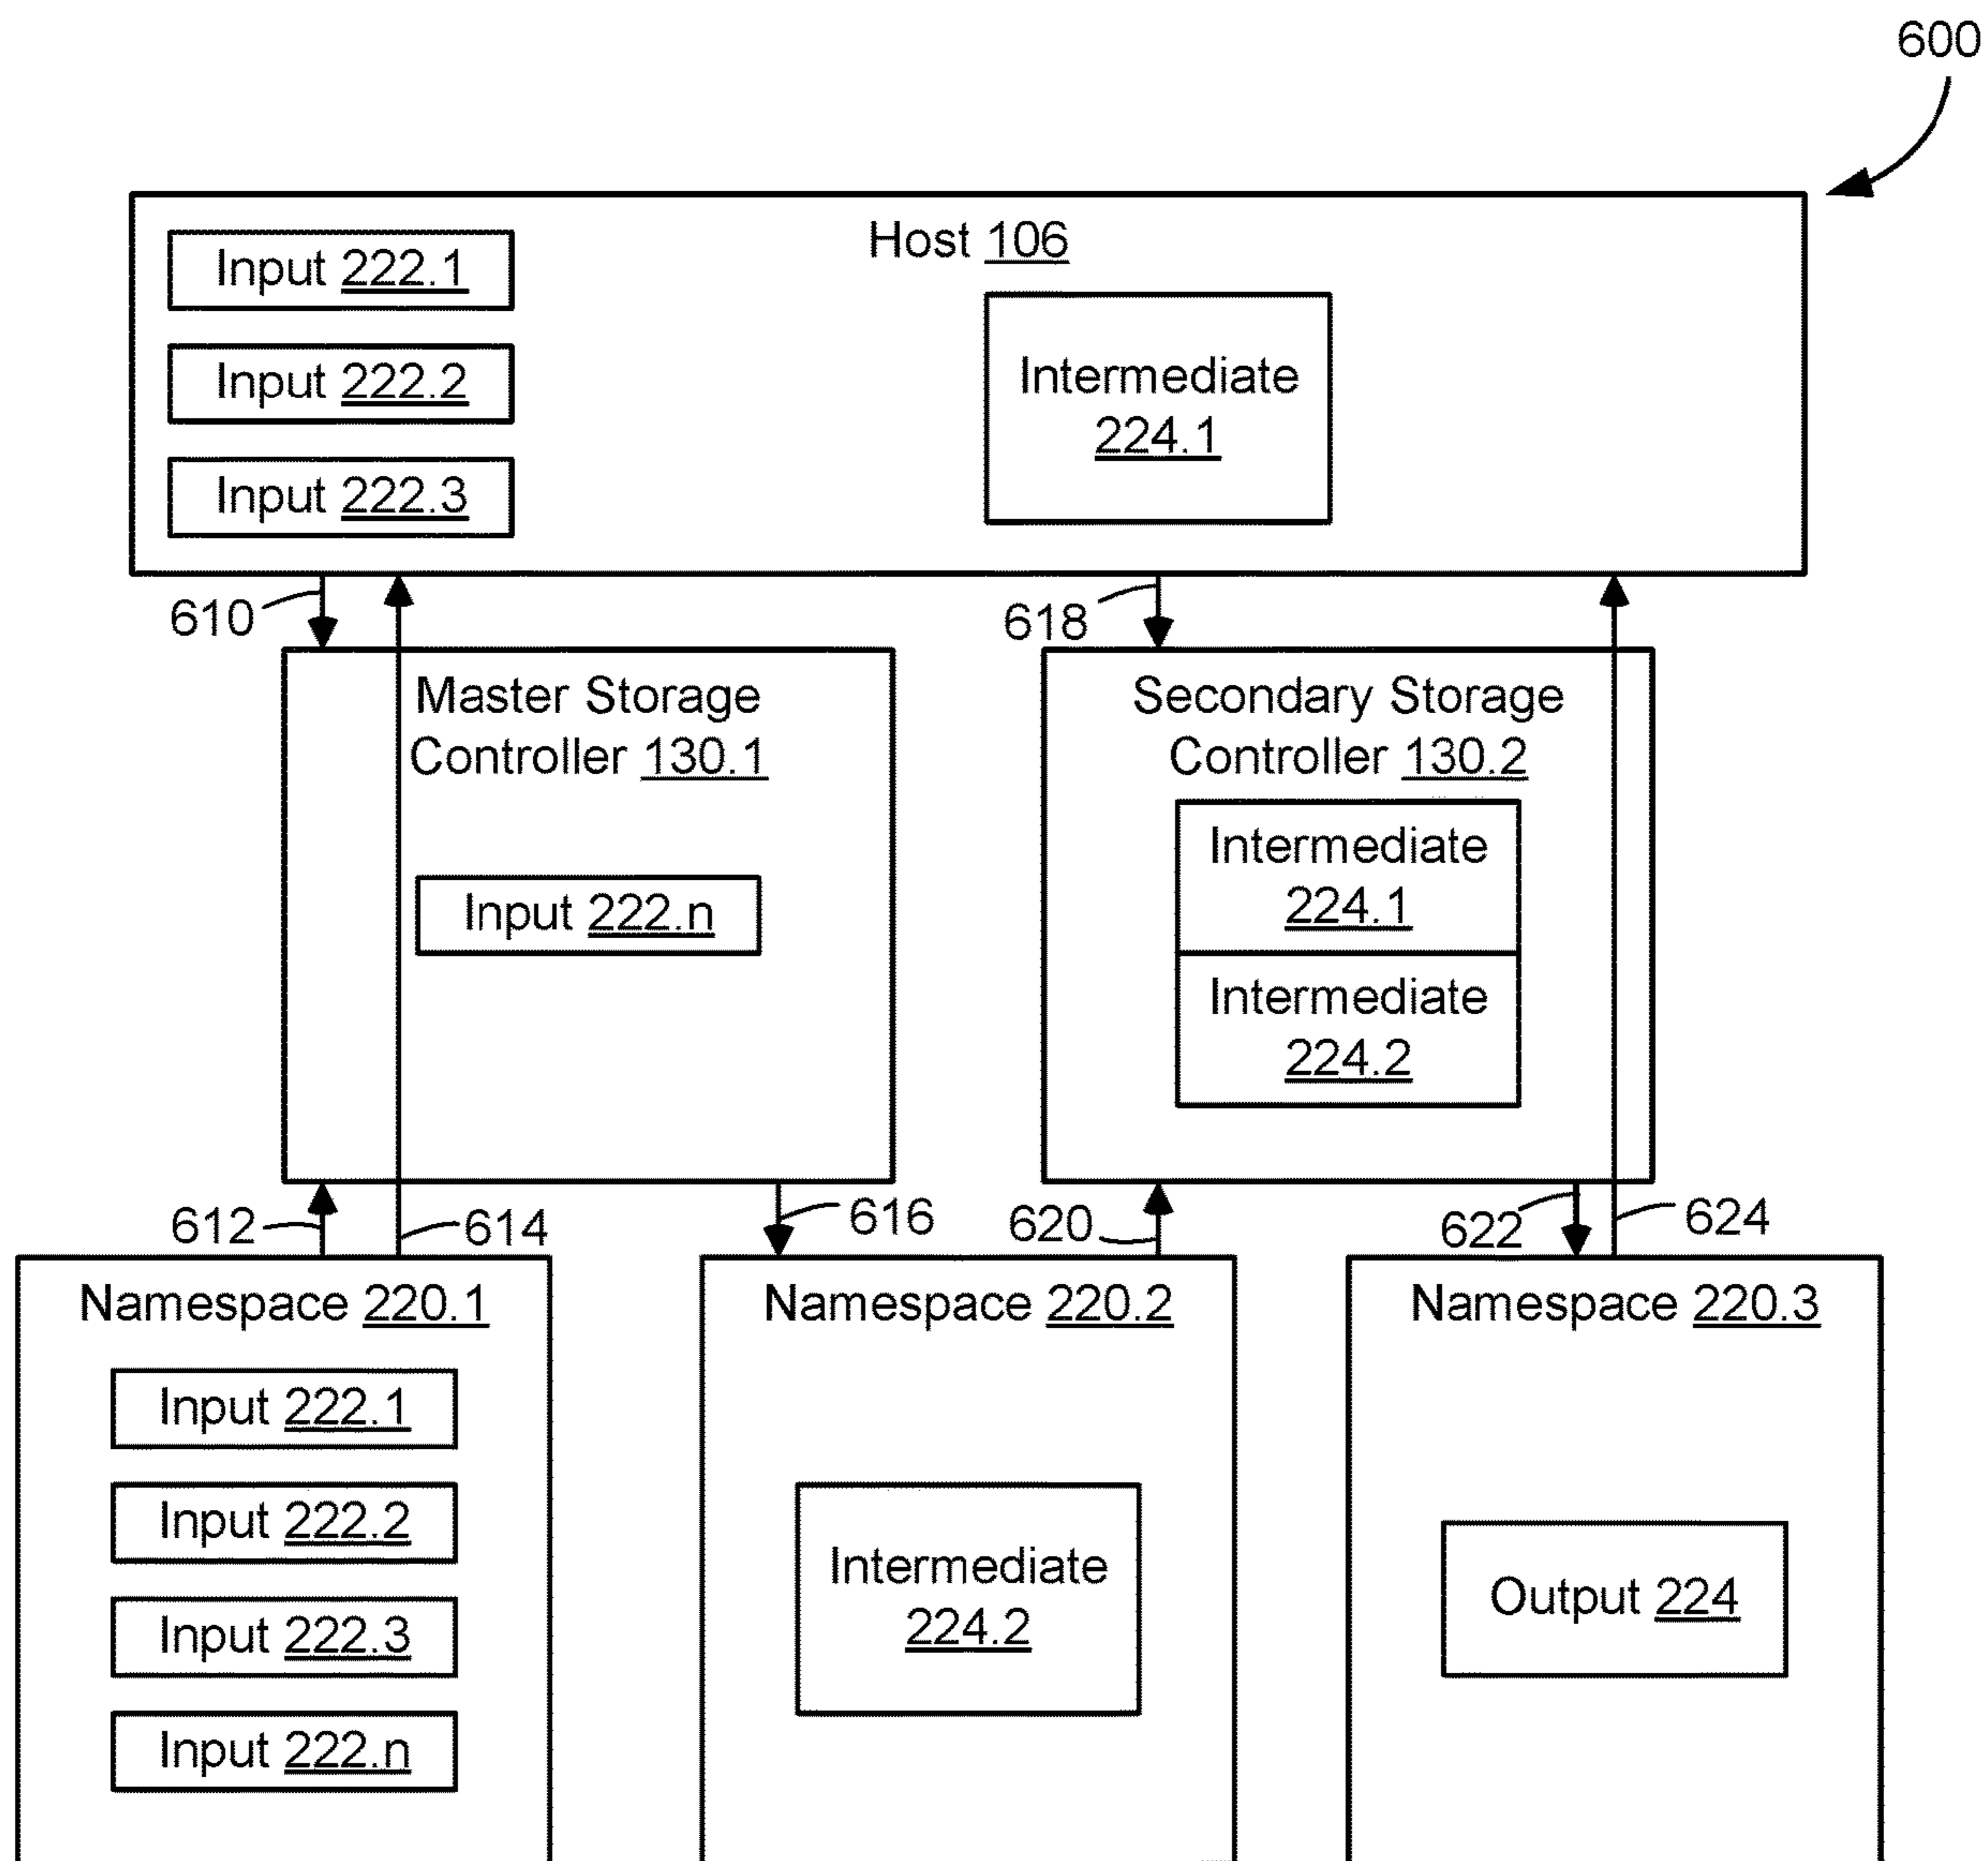 600
Host 106
Input 222.1
Input 222.2
Input 222.3
Intermediate
224.1
610
618
Master Storage
Controller 130.1
Input 222.n
Secondary Storage
Controller 130.2
Intermediate
224.1
Intermediate
224.2
612
614
616
620
622
624
Namespace 220.1
Input 222.1
Input 222.2
Input 222.3
Input 222.n
Namespace 220.2
Intermediate
224.2
Namespace 220.3
Output 224